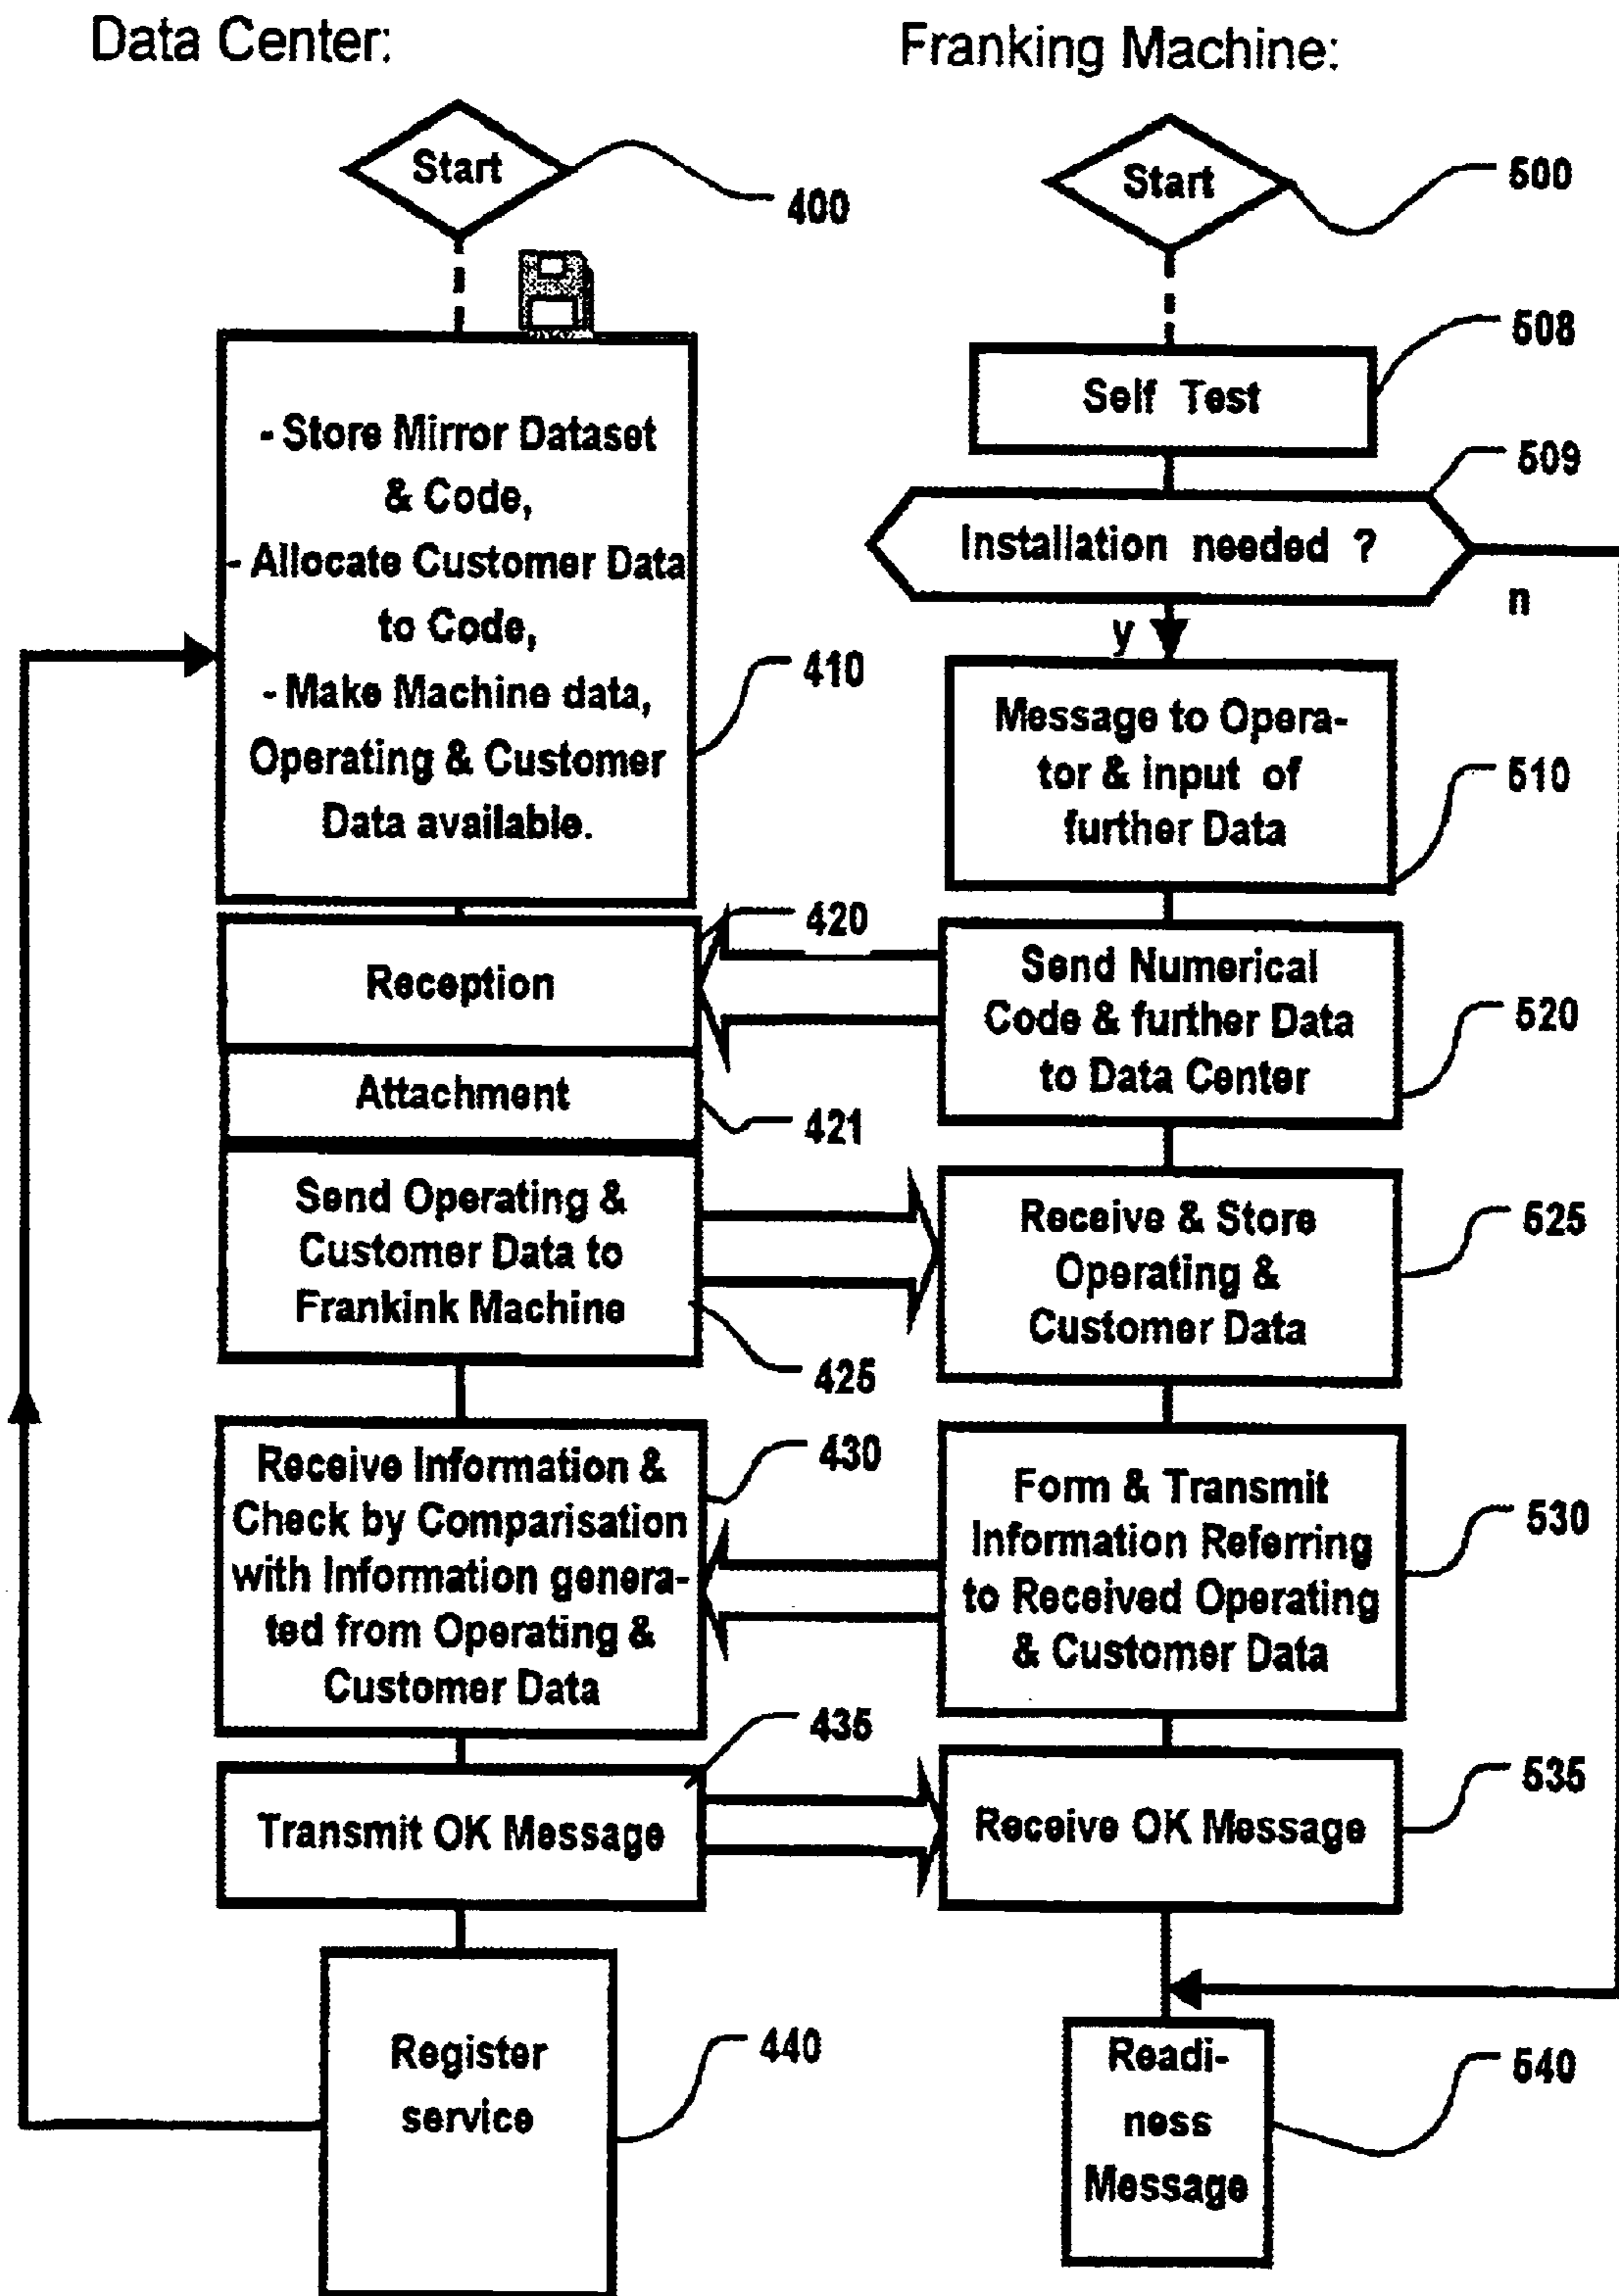 Data Center:
Start
400
- Store Mirror Dataset
& Code,
- Allocate Customer Data
to Code,
- Make Machine data,
Operating & Customer
Data available.
410
Reception
420
Attachment
421
Send Operating &
Customer Data to
Frankink Machine
425
Receive Information &
Check by Comparisation
with Information genera-
ted from Operating &
Customer Data
430
Transmit OK Message
435
Register
service
440
Franking Machine:
Start
500
Self Test
508
Installation needed ?
509
n
y
Message to Opera-
tor & input of
further Data
510
Send Numerical
Code & further Data
to Data Center
520
Receive & Store
Operating &
Customer Data
525
Form & Transmit
Information Referring
to Received Operating
& Customer Data
530
Receive OK Message
535
Readi-
ness
Message
540